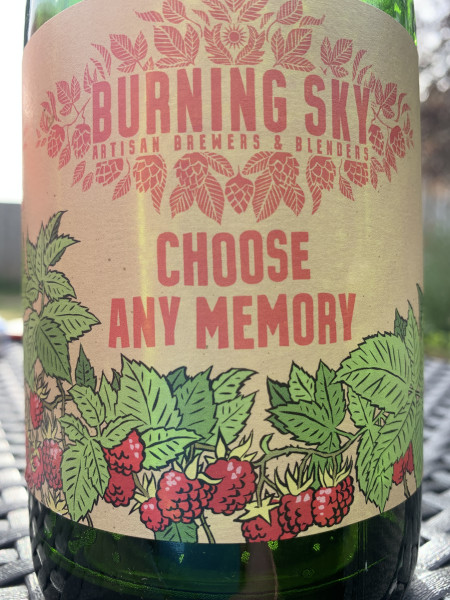 BURNING SKY
ARTISAN BREWERS & BLENDERS
CHOOSE
ANY MEMORY